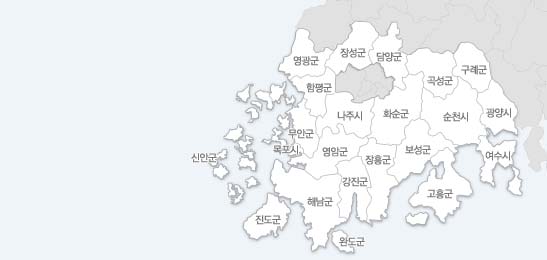 장성군
담양군
영광군
구례군
곡성군
함평군
나주시
화순군
순천시
광양시
무안군
목포시
영암군
보성군
신안군
장흥군
여수시
강진군
고흥군
해남군
진도군
완도군